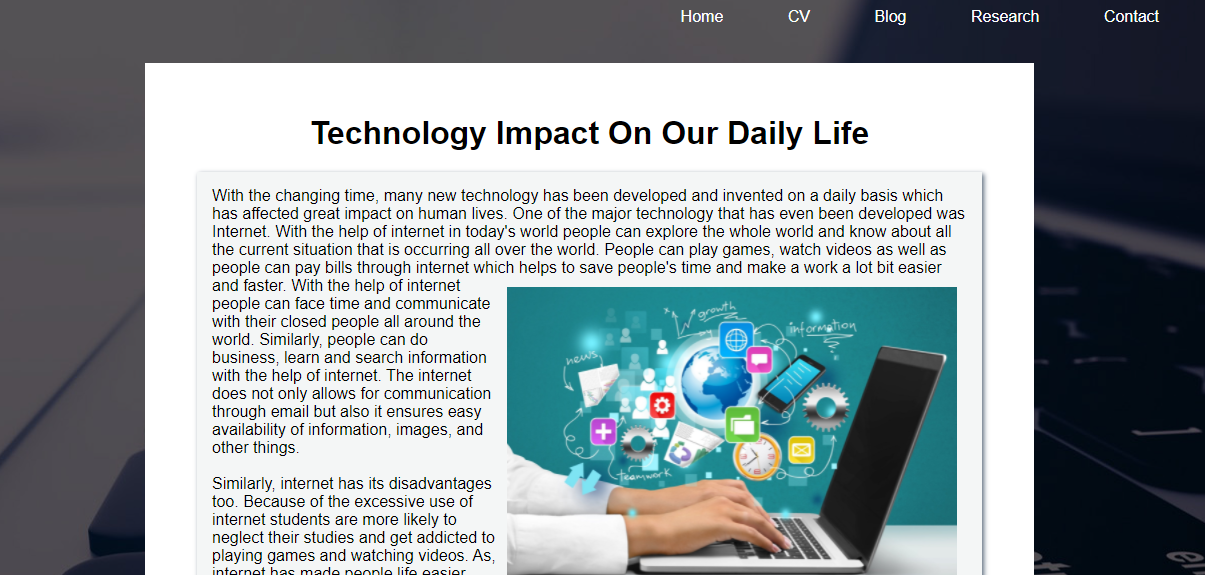 Home CV Blog Research Contact
Technology Impact On Our Daily Life
With the changing time, many new technology has been developed and invented on a daily basis which
has affected great impact on human lives. One of the major technology that has even been developed was
Internet. With the help of internet in today's world people can explore the whole world and know about all
the current situation that is occurring all over the world. People can play games, watch videos as well as
people can pay bills through internet which helps to save people's time and make a work a lot bit easier
and faster. With the help of internet
people can face time and communicate
with their closed people all around the
world. Similarly, people can do
business, learn and search information
with the help of internet. The internet
does not only allows for communication
through email but also it ensures easy
availability of information, images, and
other things.
growth
information
news
teamwork
Similarly, internet has its disadvantages
too. Because of the excessive use of
internet students are more likely to
neglect their studies and get addicted to
playing games and watching videos. As,
internet has made people life easier